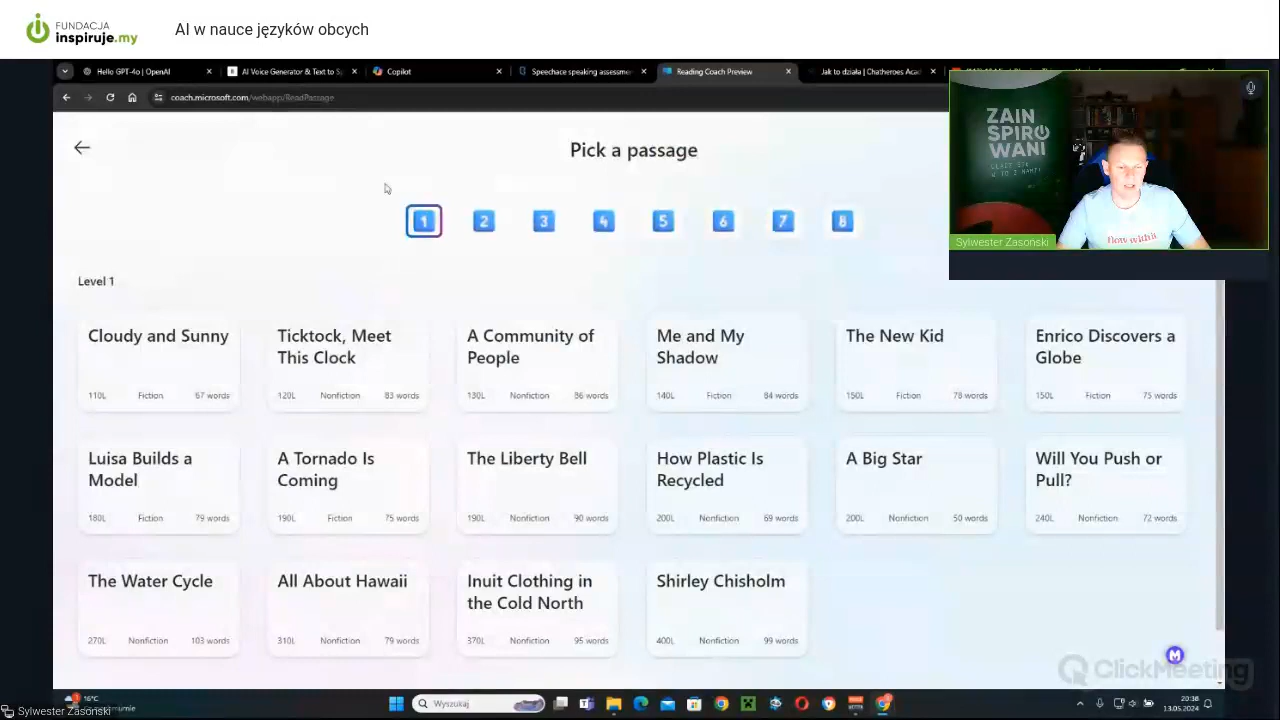 FUNDACJA
inspiruje.my
AI w nauce języków obcych
Hello GPT-4o | OpenAI
AI Voice Generator & Text to Sp
Copilot
Speechace speaking assessme
Reading Coach Preview
Jak to działa | Chatheroes Aca
coach.microsoft.com/webapp/ReadPassage
ZAIN
SPIRO
WANI
Sylwester Zasoński
Pick a passage
1 2 3 4 5 6 7 8
Level 1
Cloudy and Sunny
110L Fiction 67 words
Ticktock, Meet
This Clock
120L Nonfiction 83 words
A Community of
People
130L Nonfiction 86 words
Me and My
Shadow
140L Fiction 84 words
The New Kid
150L Fiction 78 words
Enrico Discovers a
Globe
150L Fiction 75 words
Luisa Builds a
Model
180L Fiction 79 words
A Tornado Is
Coming
190L Fiction 75 words
The Liberty Bell
190L Nonfiction 90 words
How Plastic Is
Recycled
200L Nonfiction 69 words
A Big Star
200L Nonfiction 50 words
Will You Push or
Pull?
240L Nonfiction 72 words
The Water Cycle
270L Nonfiction 103 words
All About Hawaii
310L Nonfiction 79 words
Inuit Clothing in
the Cold North
370L Nonfiction 95 words
Shirley Chisholm
400L Nonfiction 99 words
ClickMeeting
16°C
Wyszukaj
20:38
13.05.2024
Sylwester Zasoński